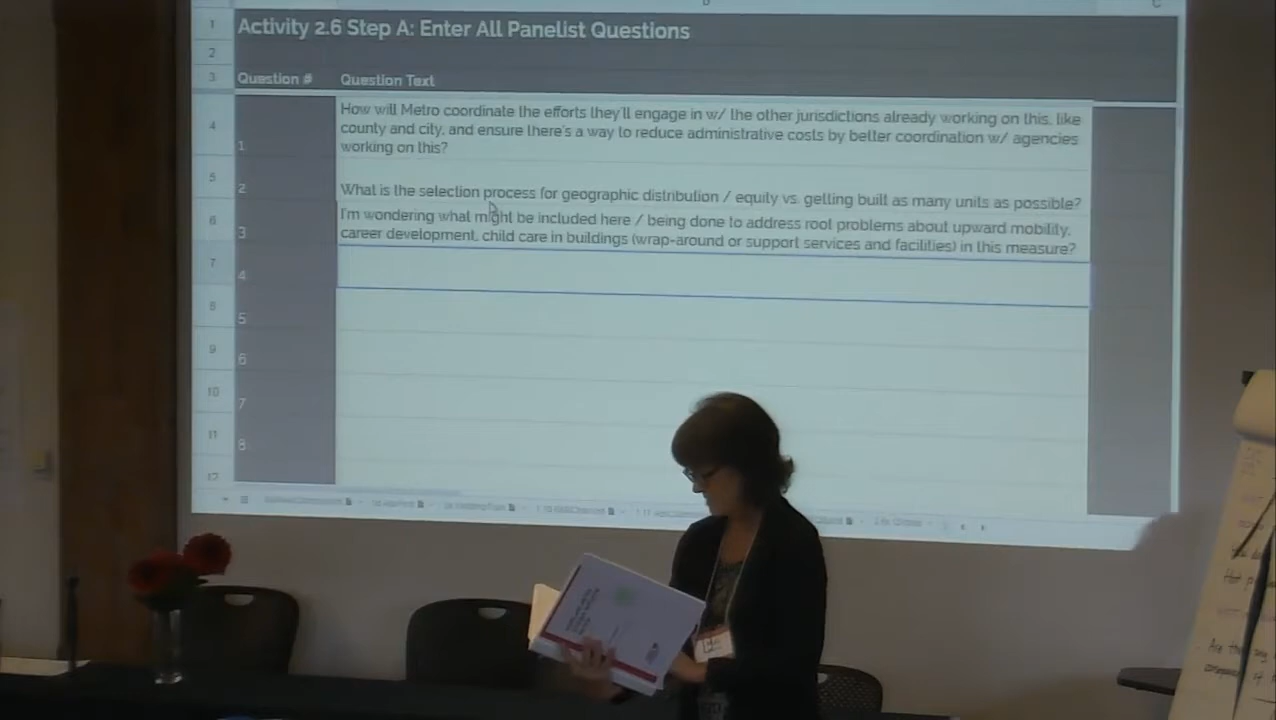 1 Activity 2.6 Step A: Enter All Panelist Questions
2
3 Question # Question Text
4 1 How will Metro coordinate the efforts they'll engage in w/ the other jurisdictions already working on this, like
county and city, and ensure there's a way to reduce administrative costs by better coordination w/ agencies
working on this?
5 2 What is the selection process for geographic distribution / equity vs. getting built as many units as possible?
6 3 I'm wondering what might be included here / being done to address root problems about upward mobility,
career development, child care in buildings (wrap-around or support services and facilities) in this measure?
7 4
8 5
9 6
10 7
11 8
12